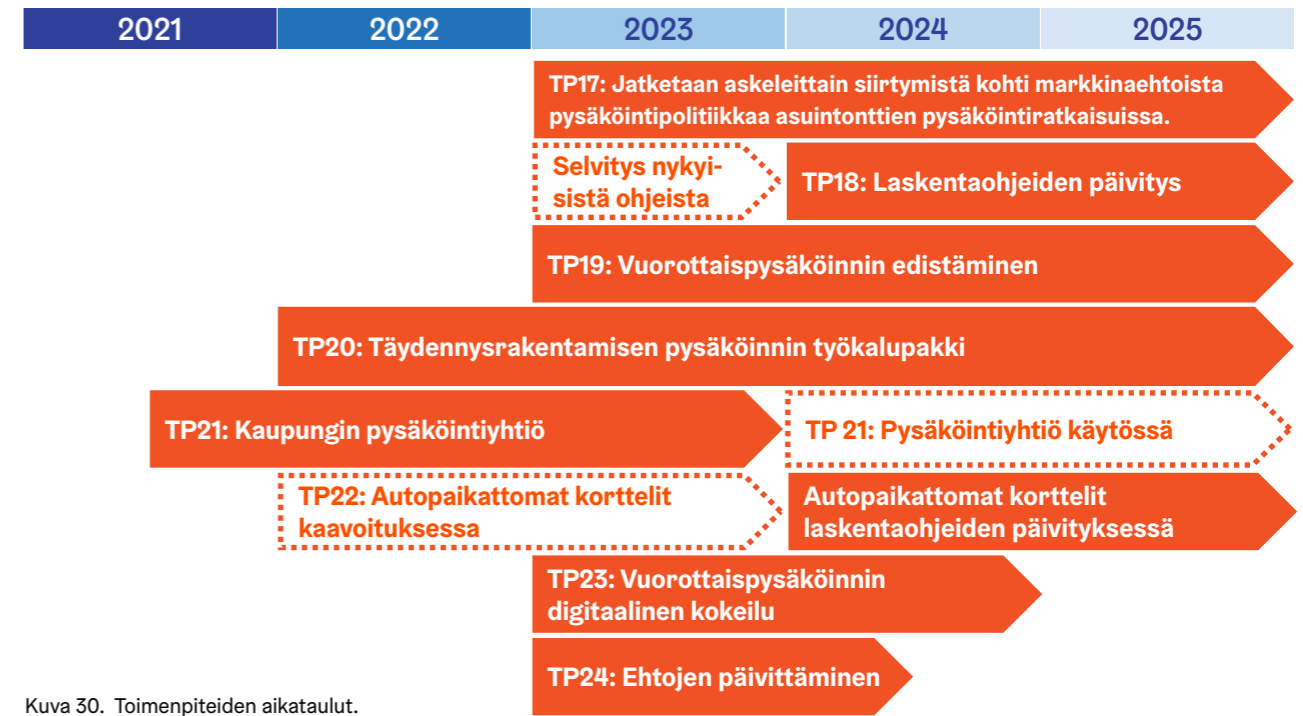 2021 2022 2023 2024 2025
TP17: Jatketaan askeleittain siirtymistä kohti markkinaehtoista
pysäköintipolitiikkaa asuintonttien pysäköintiratkaisuissa.
Selvitys nykyi-
sistä ohjeista
TP18: Laskentaohjeiden päivitys
TP19: Vuorottaispysäköinnin edistäminen
TP20: Täydennysrakentamisen pysäköinnin työkalupakki
TP21: Kaupungin pysäköintiyhtiö
TP 21: Pysäköintiyhtiö käytössä
TP22: Autopaikattomat korttelit
kaavoituksessa
Autopaikattomat korttelit
laskentaohjeiden päivityksessä
TP23: Vuorottaispysäköinnin
digitaalinen kokeilu
TP24: Ehtojen päivittäminen
Kuva 30. Toimenpiteiden aikataulut.